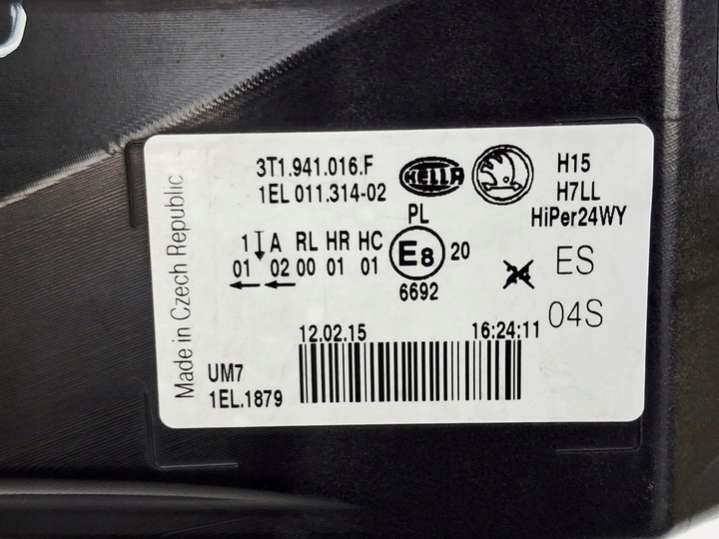 Made in Czech Republic
3T1.941.016.F
1EL 011.314-02
HELLA
H15
H7LL
HiPer24WY
PL
1 A RL HR HC
01 02 00 01 01
E8 20
6692
24
ES
04S
12.02.15 16:24:11
UM7
1EL.1879